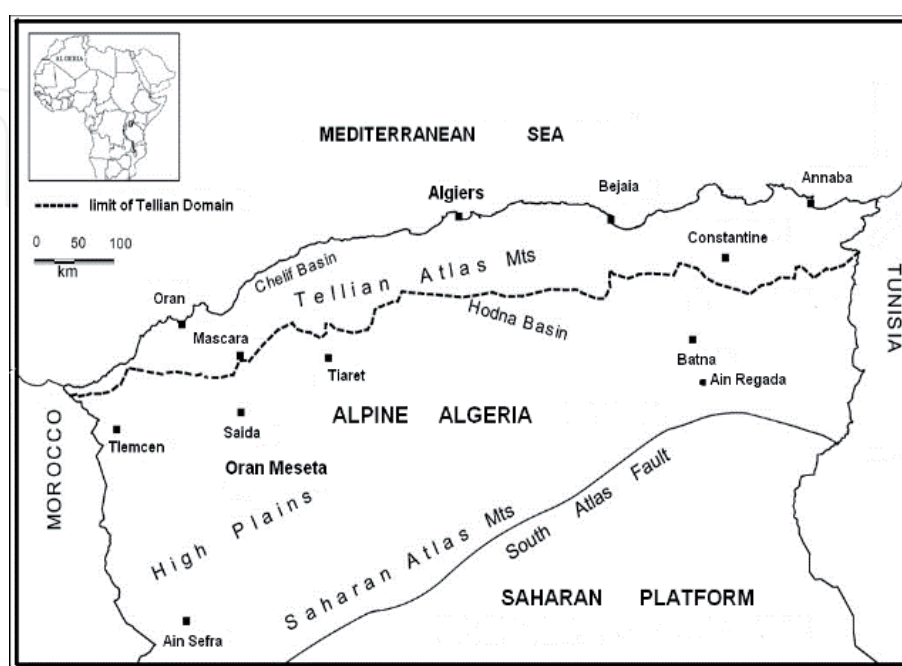 ALGERIA
MEDITERRANEAN SEA
limit of Tellian Domain
0 50 100
km
Algiers
Bejaia
Annaba
Constantine
Chelif Basin
Tellian Atlas Mts
Oran
Hodna Basin
Mascara
Tiaret
Batna
Ain Regada
TUNISIA
MOROCCO
Tlemcen
Saida
ALPINE ALGERIA
Oran Meseta
High Plains
Saharan Atlas Mts
South Atlas Fault
SAHARAN PLATFORM
Ain Sefra